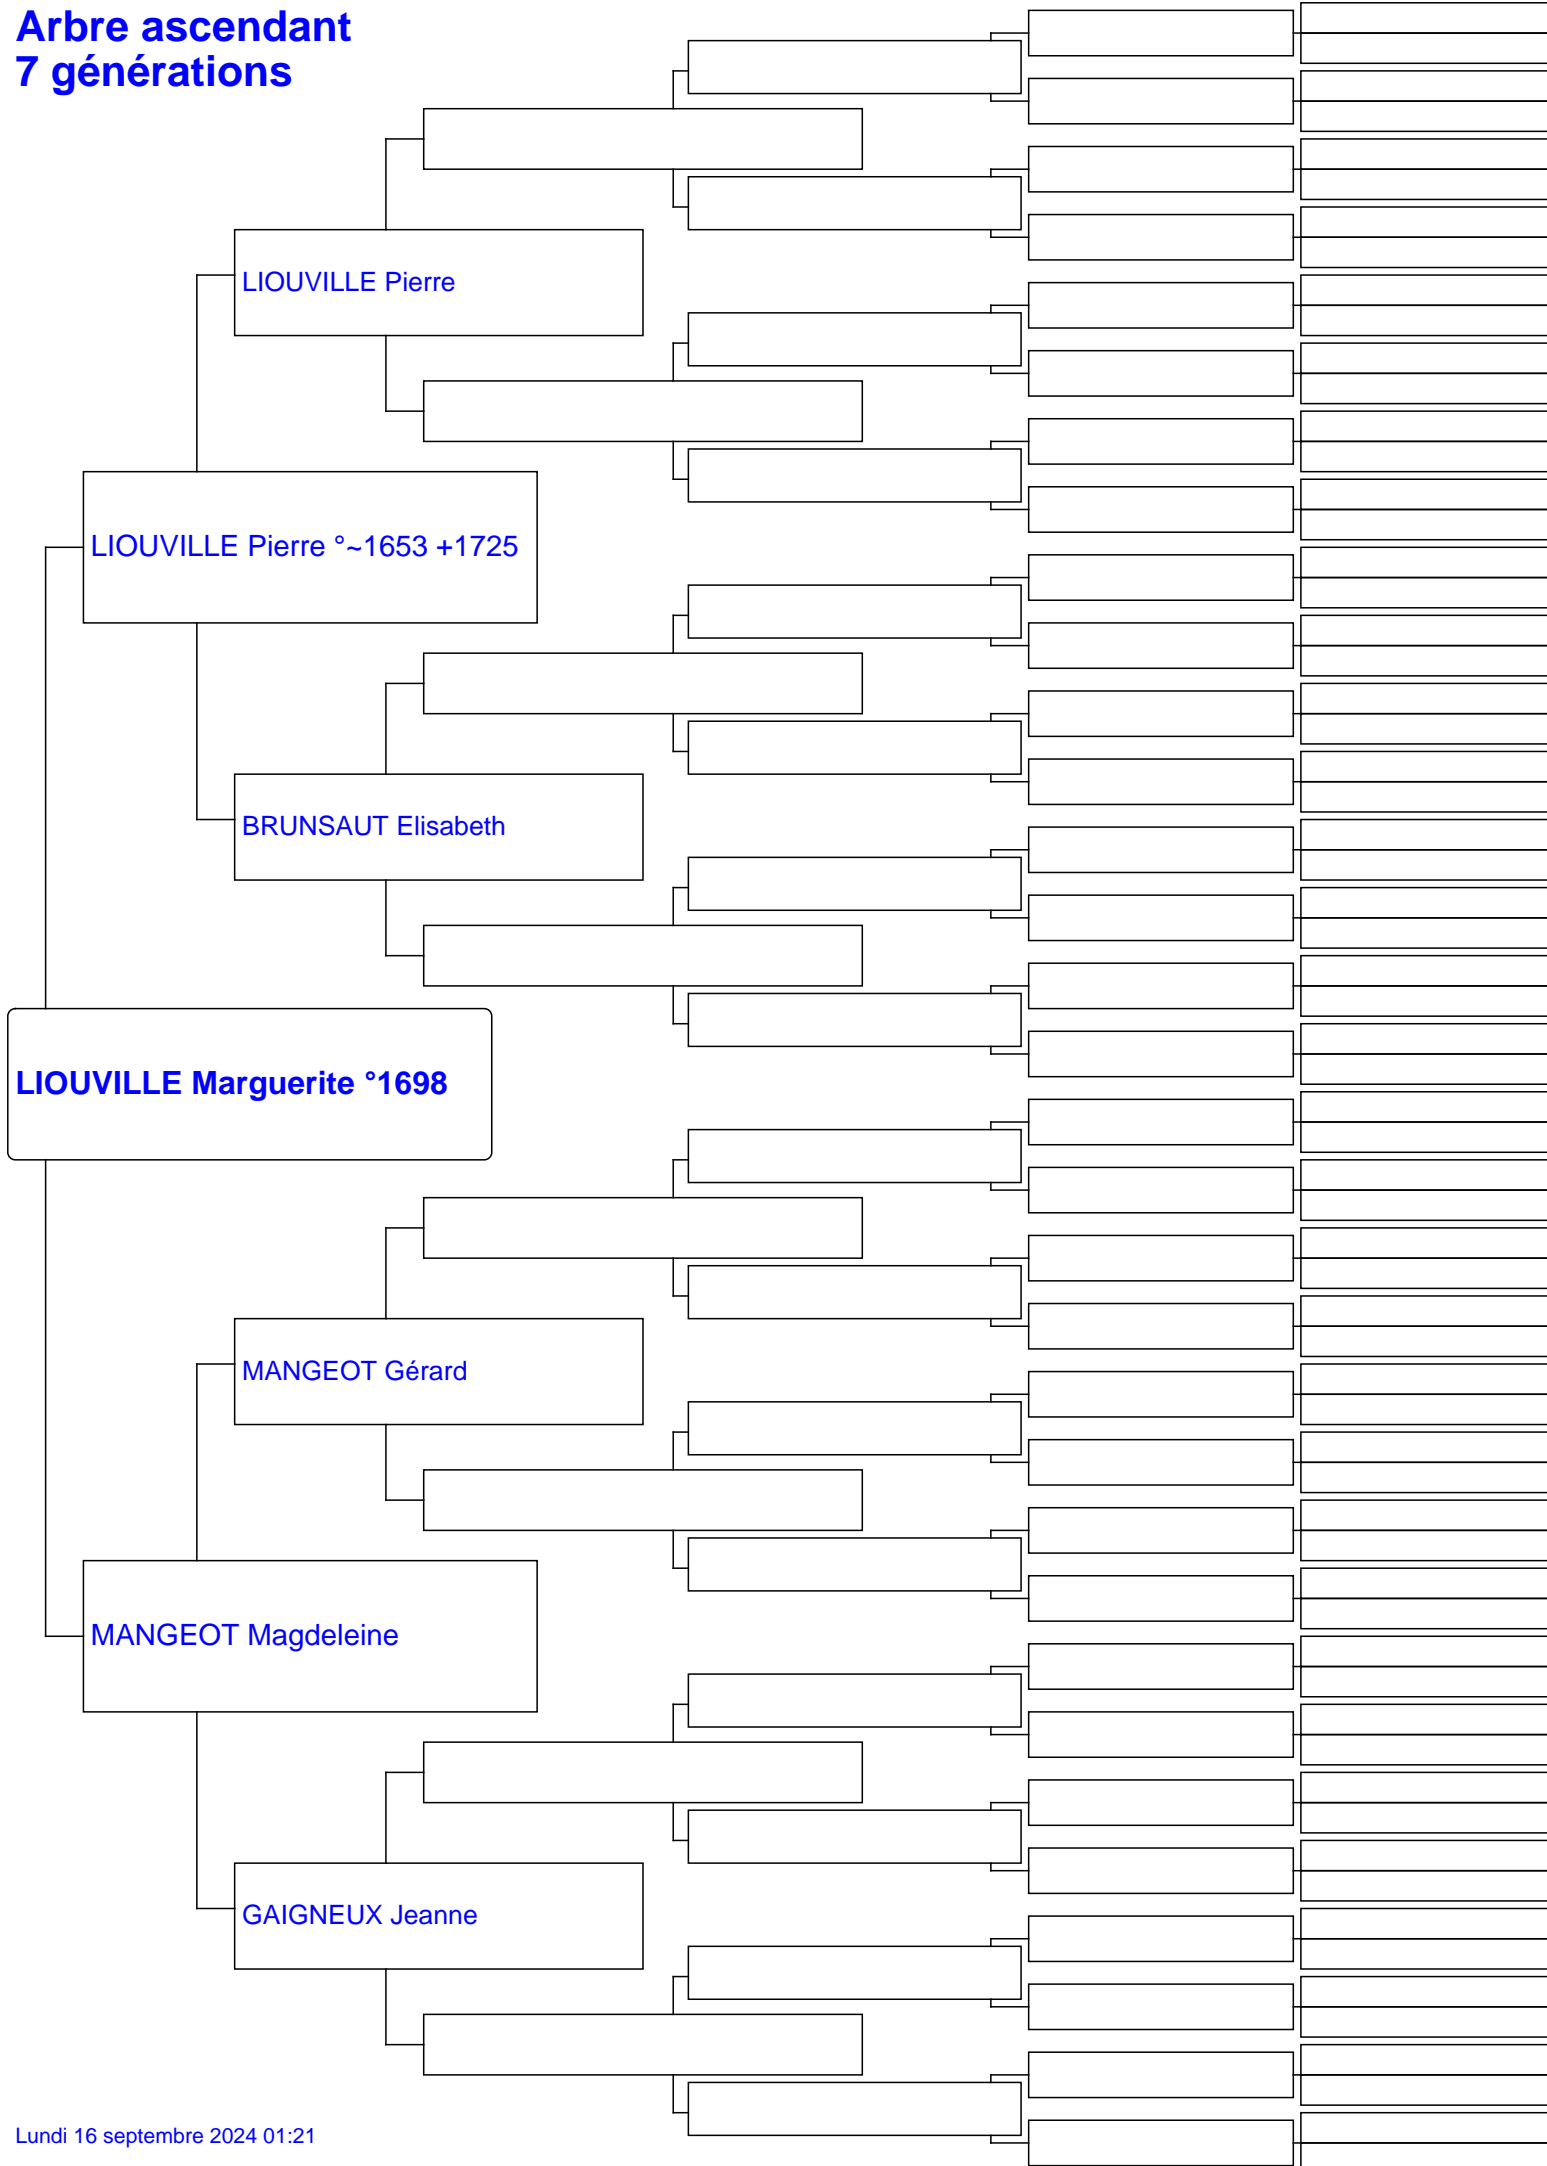 Arbre ascendant
7 générations
LIOUVILLE Pierre
LIOUVILLE Pierre °~1653 +1725
BRUNSAUT Elisabeth
LIOUVILLE Marguerite °1698
MANGEOT Gérard
MANGEOT Magdeleine
GAIGNEUX Jeanne
Lundi 16 septembre 2024 01:21